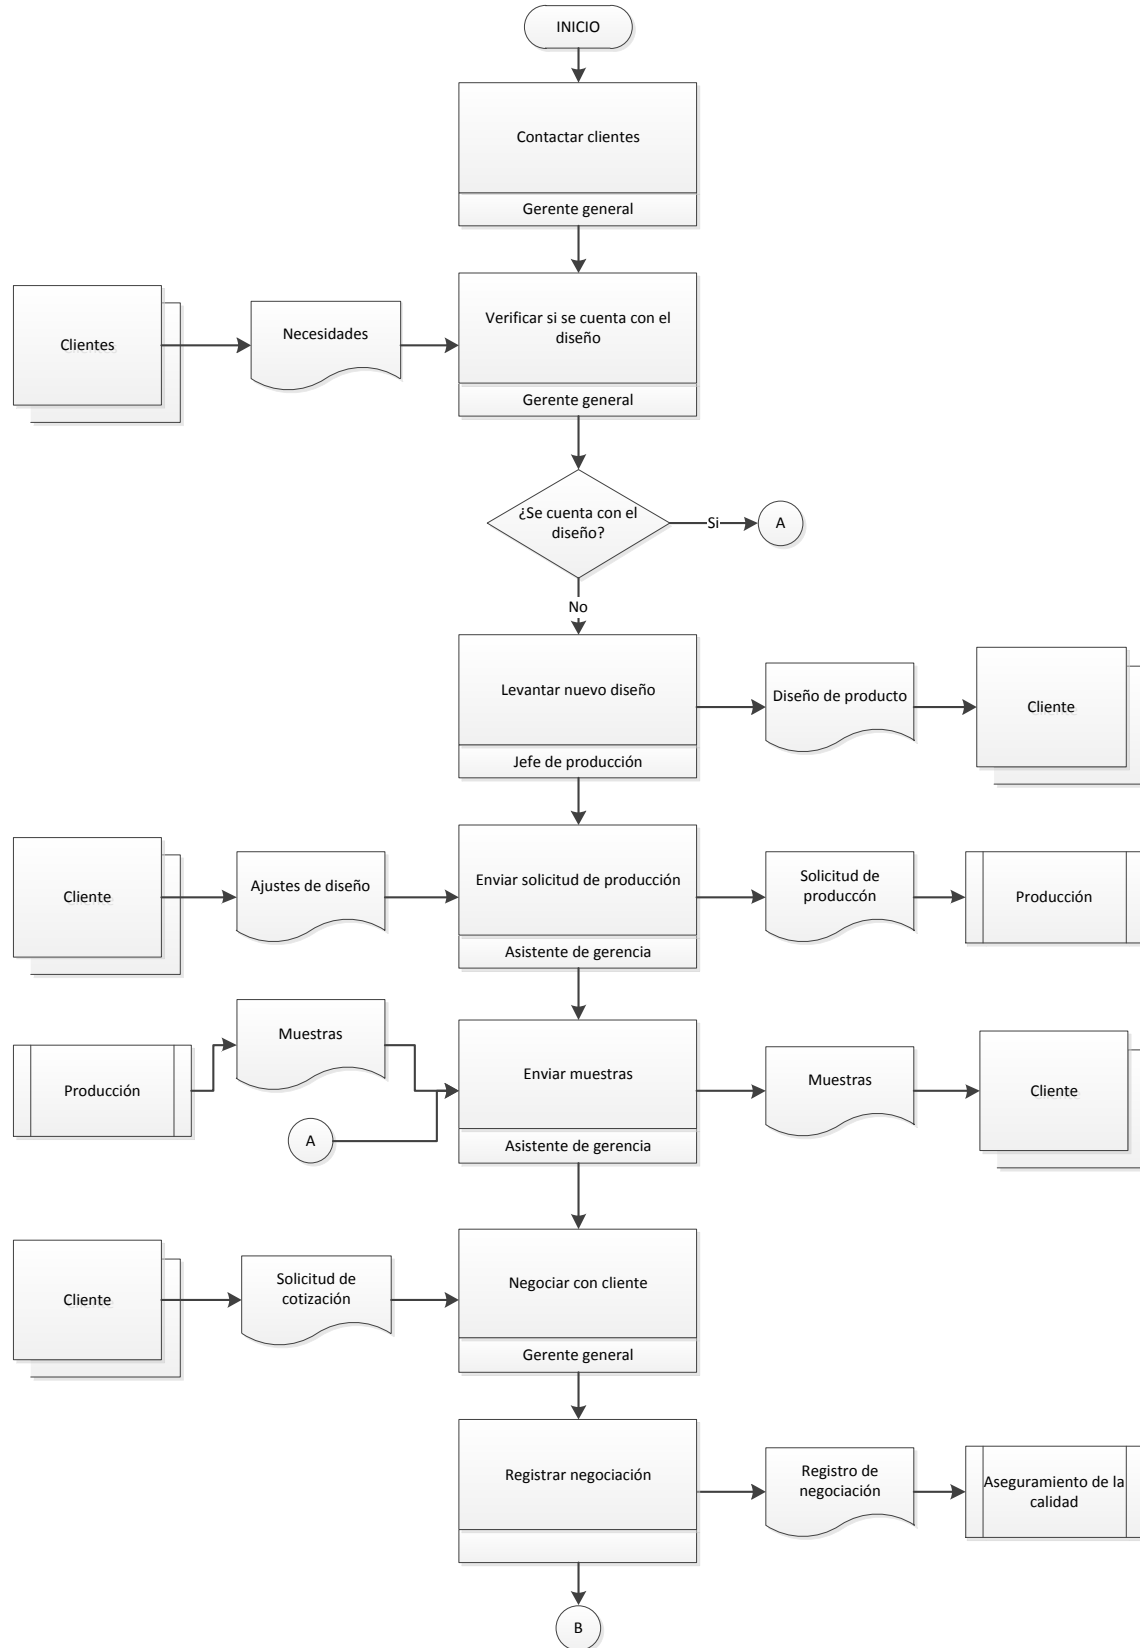 INICIO
Contactar clientes
Gerente general
Clientes
Necesidades
Verificar si se cuenta con el
diseño
Gerente general
¿Se cuenta con el
diseño?
Si
A
No
Levantar nuevo diseño
Jefe de producción
Diseño de producto
Cliente
Cliente
Ajustes de diseño
Enviar solicitud de producción
Asistente de gerencia
Solicitud de
produccón
Producción
Producción
Muestras
A
Enviar muestras
Asistente de gerencia
Muestras
Cliente
Cliente
Solicitud de
cotización
Negociar con cliente
Gerente general
Registrar negociación
Registro de
negociación
Aseguramiento de la
calidad
B